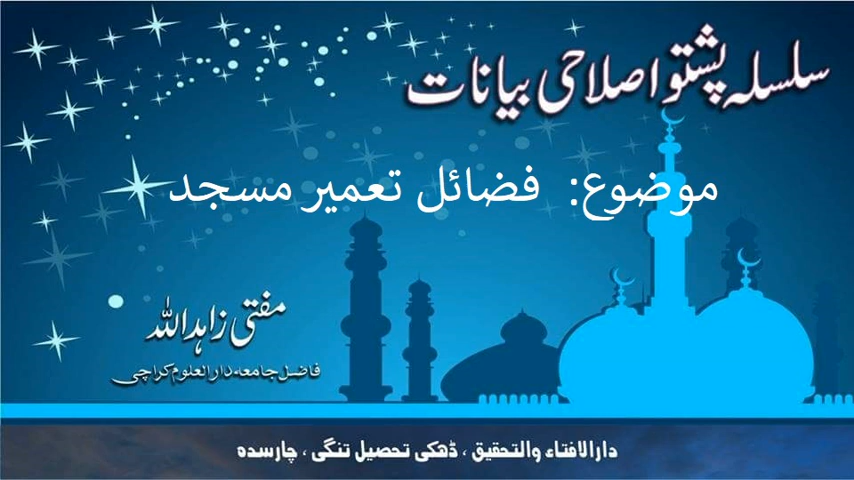 سلسلہ پشتو اصلاحی بیانات
موضوع: فضائل تعمیر مسجد
مفتی زاہداللہ
فاضل جامعہ دارالعلوم کراچی
دارالافتاء والتحقیق ، ڈھکی تحصیل تنگی ، چارسدہ